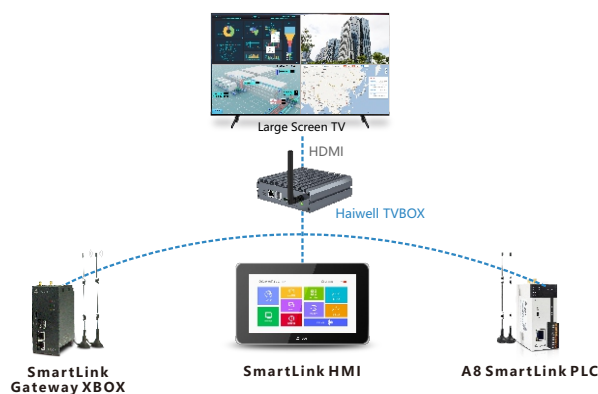 Large Screen TV
HDMI
Haiwell TVBOX
SmartLink
Gateway XBOX
SmartLink HMI
A8 SmartLink PLC